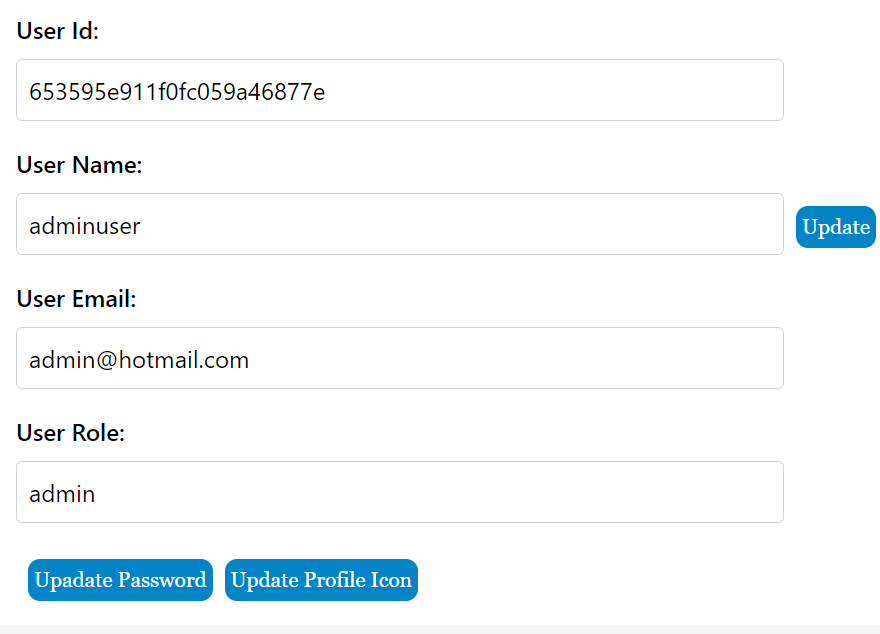 User Id:
653595e911f0fc059a46877e
User Name:
adminuser
Update
User Email:
admin@hotmail.com
User Role:
admin
Upadate Password
Update Profile Icon